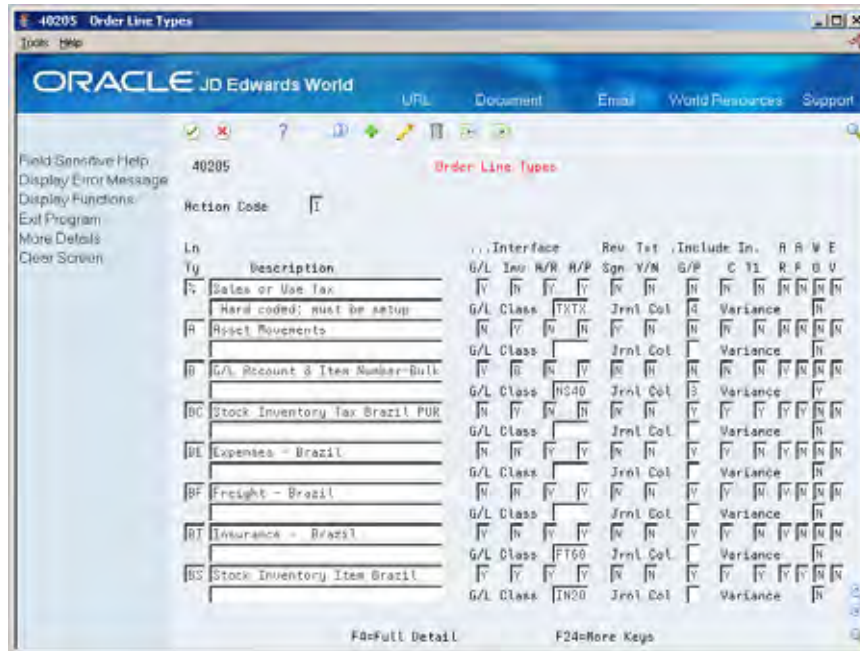 40205 Order Line Types
Tools Help
ORACLE JD Edwards World
URL Document Email World Resources Support
?
Field Sensitive Help
Display Error Message
Display Functions
Exit Program
More Details
Clear Screen
40205 Order Line Types
Action Code I
Ln ...Interface Rev Txt .Include In. A A W E
Ty Description G/L Inv A/R A/P Sgn Y/N G/P C T1 R P O V
Sales or Use Tax
Hard coded; must be setup G/L Class TXTX Jrnl Col 4 Variance N
A Asset Movements
G/L Class Jrnl Col Variance N
B G/L Account & Item Number-Bulk
G/L Class NS40 Jrnl Col 3 Variance Y
BC Stock Inventory Tax Brazil PUR
G/L Class Jrnl Col Variance N
BE Expenses - Brazil
G/L Class Jrnl Col Variance N
BF Freight - Brazil
G/L Class Jrnl Col Variance N
Insurance - Brazil
G/L Class FT60 Jrnl Col Variance N
BS Stock Inventory Item Brazil
G/L Class IN20 Jrnl Col Variance N
F4=Full Detail F24=More Keys